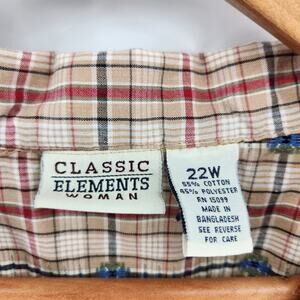 CLASSIC
ELEMENTS
WOMAN
22W
55% COTTON
45% POLYESTER
RN 15099
MADE IN
BANGLADESH
SEE REVERSE
FOR CARE